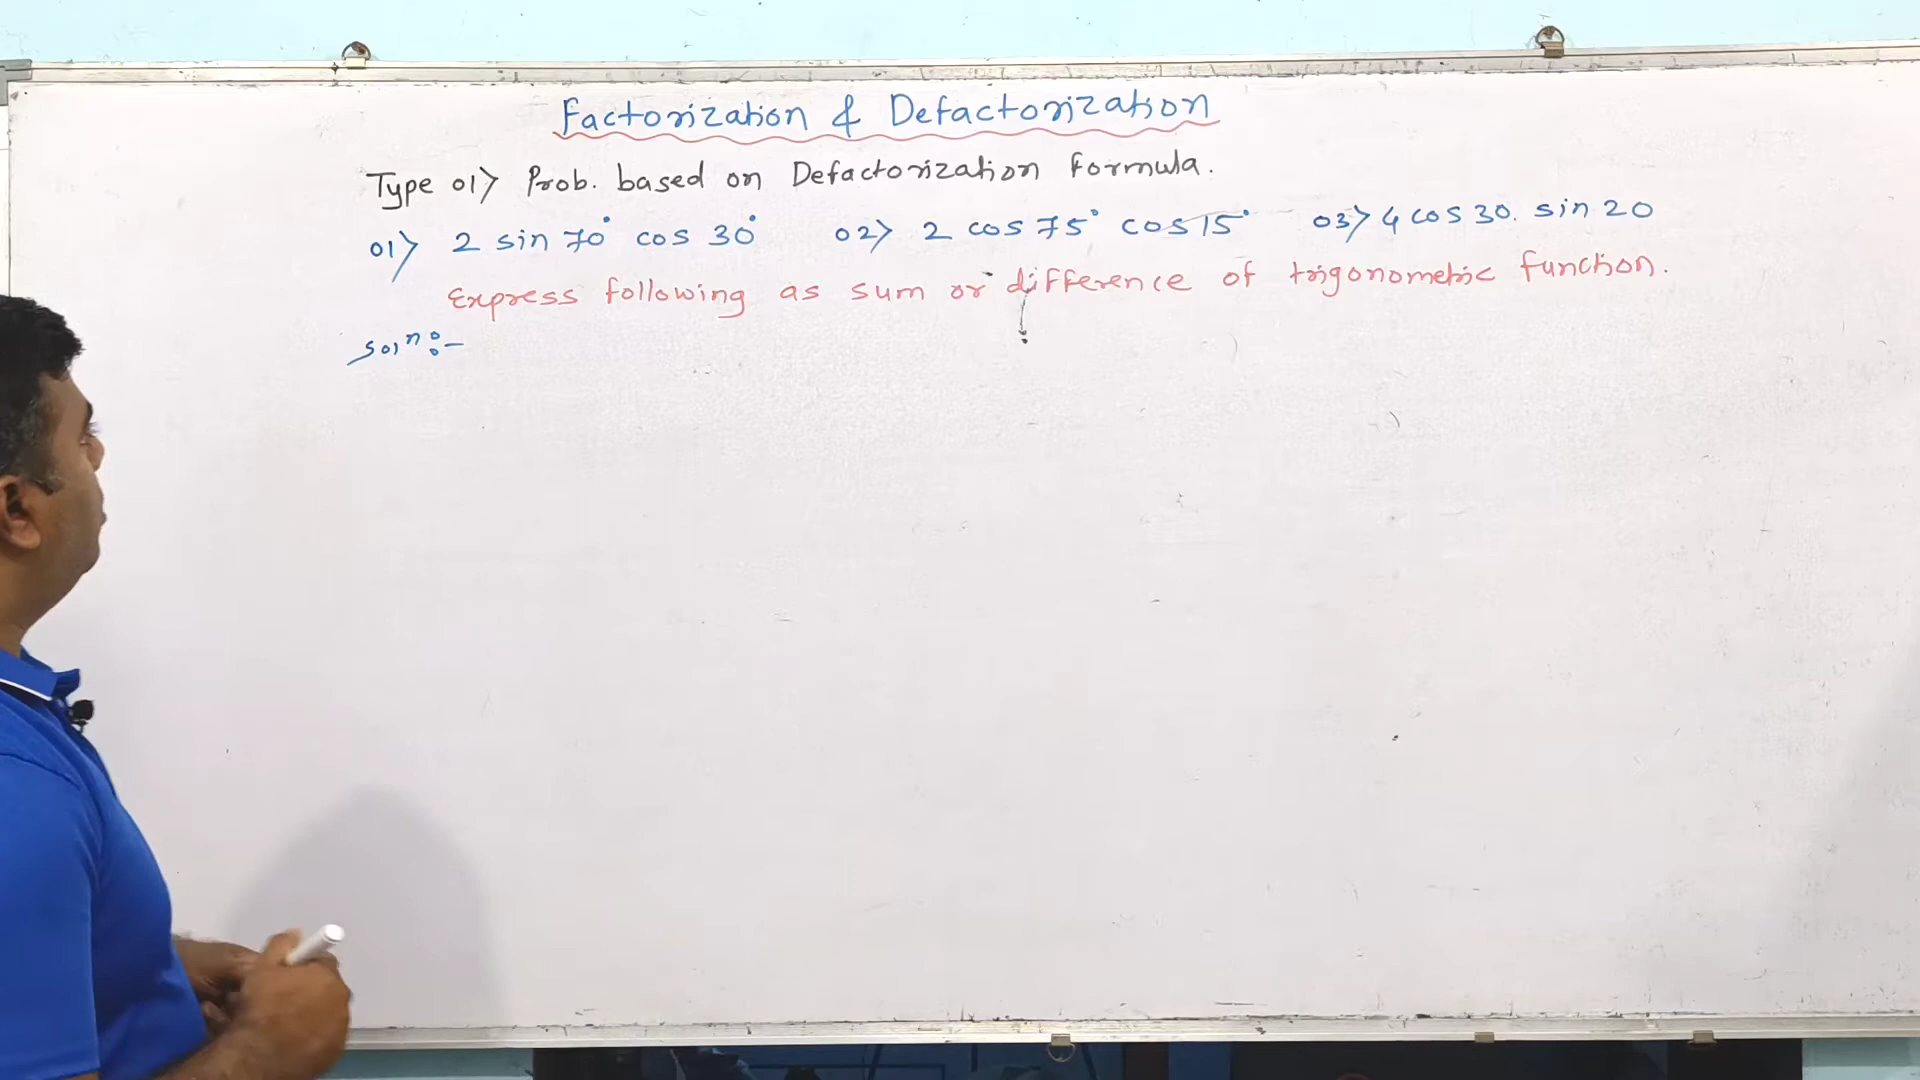 Factorization & Defactorization
Type 01> Prob. based on Defactorization Formula.
01> 2 sin 70° cos 30° 02> 2 cos 75° cos 15° 03> 4 cos 30. sin 20
Express following as sum or difference of trigonometric function.
Solⁿ:-